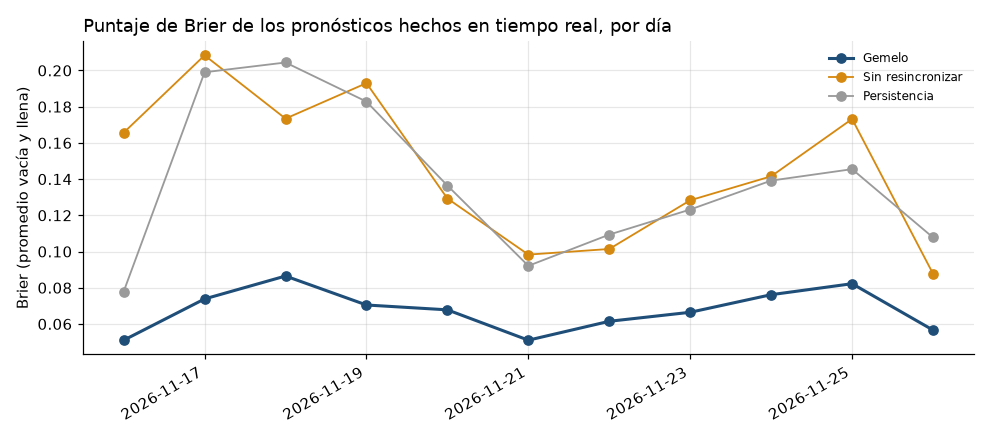 Puntaje de Brier de los pronósticos hechos en tiempo real, por día
Brier (promedio vacía y llena)
0.20
0.18
0.16
0.14
0.12
0.10
0.08
0.06
Gemelo
Sin resincronizar
Persistencia
2026-11-17
2026-11-19
2026-11-21
2026-11-23
2026-11-25